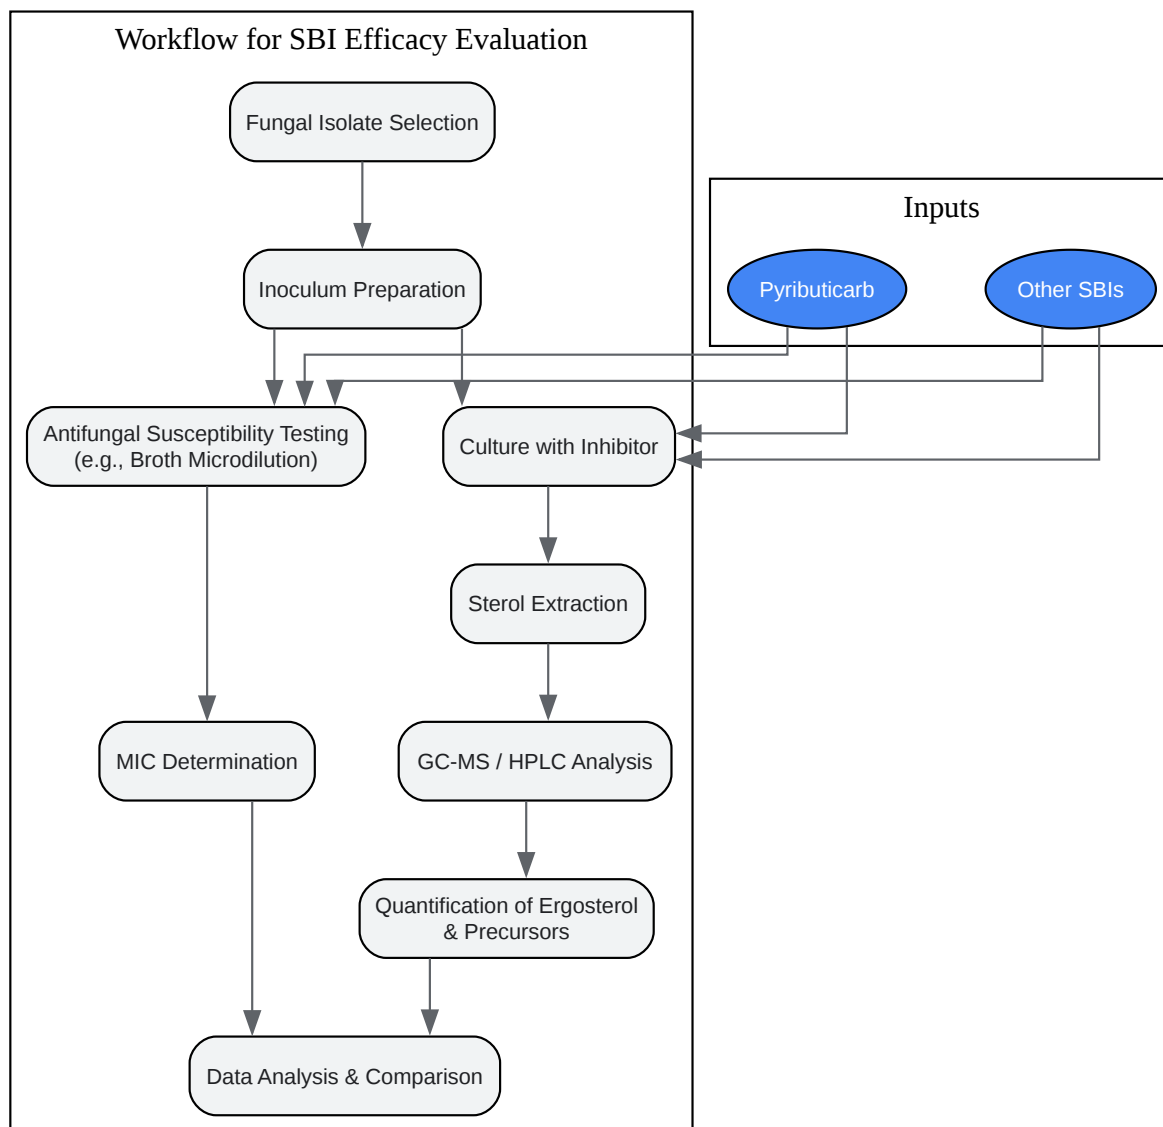 Workflow for SBI Efficacy Evaluation
Fungal Isolate Selection
Inputs
Inoculum Preparation
Pyributicarb
Other SBIs
Antifungal Susceptibility Testing
(e.g., Broth Microdilution)
Culture with Inhibitor
Sterol Extraction
MIC Determination
GC-MS / HPLC Analysis
Quantification of Ergosterol
& Precursors
Data Analysis & Comparison